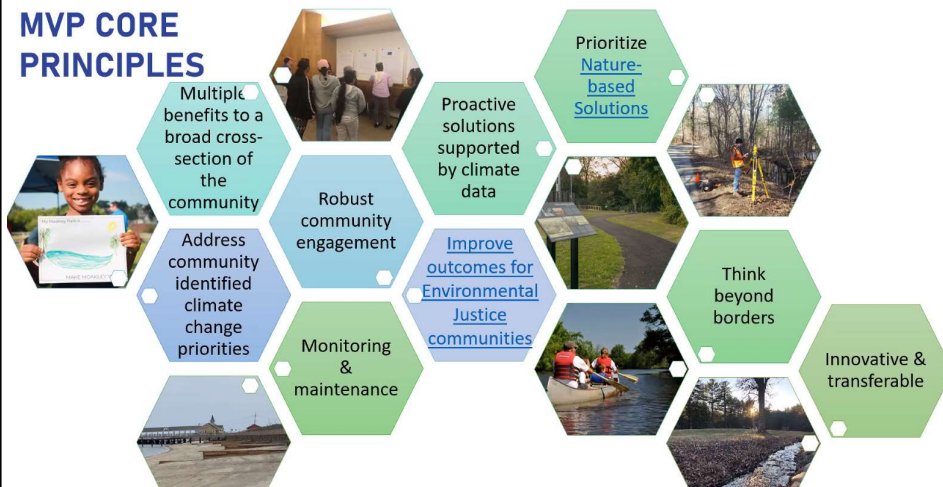 MVP CORE
PRINCIPLES
Multiple
benefits to a
broad cross-
section of
the
community
Address
community
identified
climate
change
priorities
Robust
community
engagement
Monitoring
&
maintenance
Proactive
solutions
supported
by climate
data
Improve
outcomes for
Environmental
Justice
communities
Prioritize
Nature-
based
Solutions
Think
beyond
borders
Innovative &
transferable